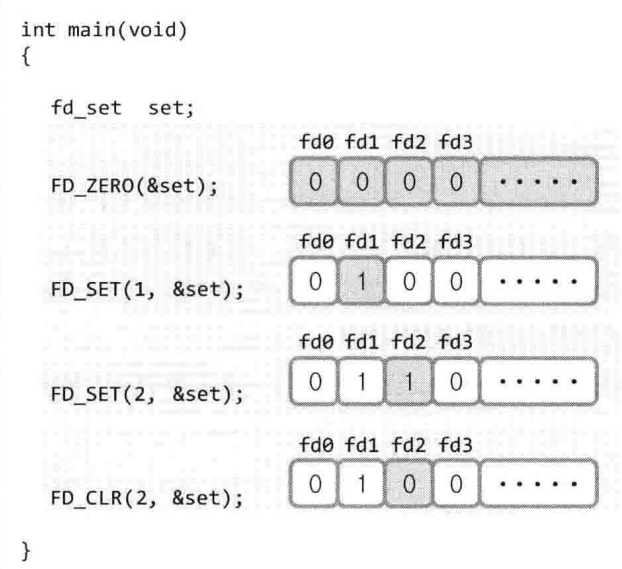 int main(void)
{
fd_set set;
fd0 fd1 fd2 fd3
FD_ZERO(&set); 0 0 0 0 ·····
fd0 fd1 fd2 fd3
FD_SET(1, &set); 0 1 0 0 ·····
fd0 fd1 fd2 fd3
FD_SET(2, &set); 0 1 1 0 ·····
fd0 fd1 fd2 fd3
FD_CLR(2, &set); 0 1 0 0 ·····
}